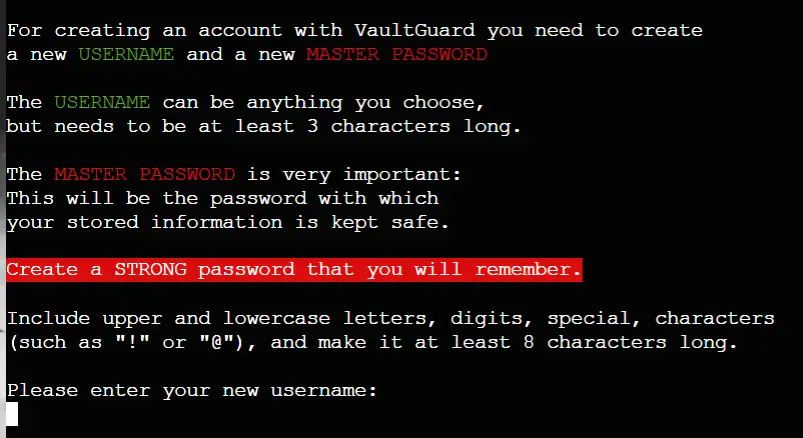 For creating an account with VaultGuard you need to create
a new USERNAME and a new MASTER PASSWORD
The USERNAME can be anything you choose,
but needs to be at least 3 characters long.
The MASTER PASSWORD is very important:
This will be the password with which
your stored information is kept safe.
Create a STRONG password that you will remember.
Include upper and lowercase letters, digits, special, characters
(such as "!" or "@"), and make it at least 8 characters long.
Please enter your new username: